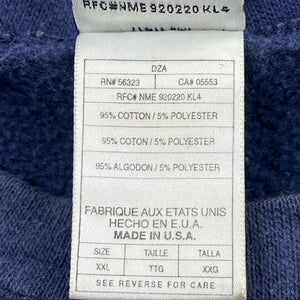 RFC#NME 920220 KL4
DZA
RN# 56323 CA# 05553
RFC# NME 920220 KL4
95% COTTON / 5% POLYESTER
95% COTON / 5% POLYESTER
95% ALGODON / 5% POLYESTER
FABRIQUE AUX ETATS UNIS
HECHO EN E.U.A.
MADE IN U.S.A.
SIZE TAILLE TALLA
XXL TTG XXG
SEE REVERSE FOR CARE